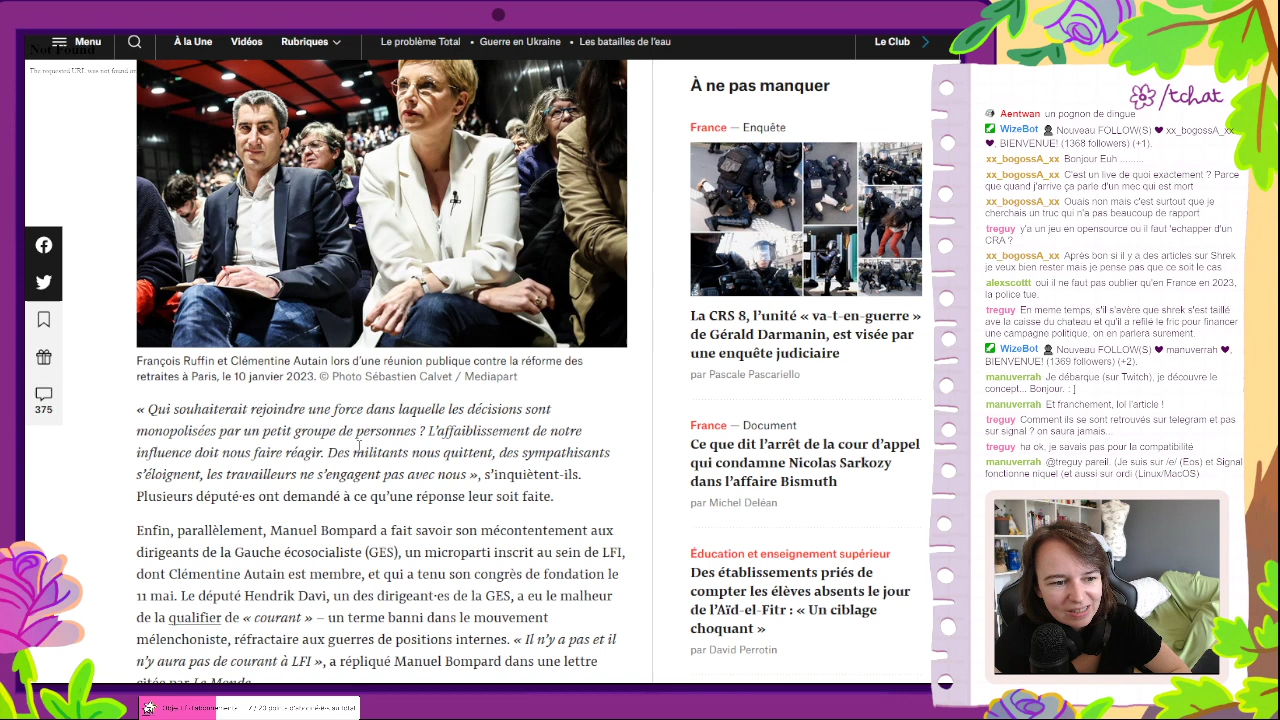 Not Found
The requested URL was not found on
Menu
À la Une
Vidéos
Rubriques
Le problème Total • Guerre en Ukraine • Les batailles de l'eau
Le Club
375
François Ruffin et Clémentine Autain lors d'une réunion publique contre la réforme des
retraites à Paris, le 10 janvier 2023. © Photo Sébastien Calvet / Mediapart
« Qui souhaiterait rejoindre une force dans laquelle les décisions sont
monopolisées par un petit groupe de personnes ? L'affaiblissement de notre
influence doit nous faire réagir. Des militants nous quittent, des sympathisants
s'éloignent, les travailleurs ne s'engagent pas avec nous », s'inquiètent-ils.
Plusieurs député·es ont demandé à ce qu'une réponse leur soit faite.
Enfin, parallèlement, Manuel Bompard a fait savoir son mécontentement aux
dirigeants de la Gauche écosocialiste (GES), un microparti inscrit au sein de LFI,
dont Clémentine Autain est membre, et qui a tenu son congrès de fondation le
11 mai. Le député Hendrik Davi, un des dirigeant·es de la GES, a eu le malheur
de la qualifier de « courant » – un terme banni dans le mouvement
mélenchoniste, réfractaire aux guerres de positions internes. « Il n'y a pas et il
n'y aura pas de courant à LFI », a répliqué Manuel Bompard dans une lettre
citée par Le Monde.
À ne pas manquer
France — Enquête
La CRS 8, l'unité « va-t-en-guerre »
de Gérald Darmanin, est visée par
une enquête judiciaire
par Pascale Pascariello
France — Document
Ce que dit l'arrêt de la cour d'appel
qui condamne Nicolas Sarkozy
dans l'affaire Bismuth
par Michel Deléan
Éducation et enseignement supérieur
Des établissements priés de
compter les élèves absents le jour
de l'Aïd-el-Fitr : « Un ciblage
choquant »
par David Perrotin
/tchat
Aentwan un pognon de dingue
WizeBot Nouveau FOLLOW(S) ♥ xx_bogossA_xx
♥, BIENVENUE! (1368 followers) (+1).
xx_bogossA_xx Bonjour Euh ........
xx_bogossA_xx C'est un live de quoi exactement ? Parce
que quand j'arrive ça parle d'un mec qui est mort
xx_bogossA_xx Ouais non mais c'est surtout que je
cherchais un truc qui n'a pas beaucoup de rapport
treguy y'a un jeu en opensource ou il faut 'echapper d'un
CRA ?
xx_bogossA_xx Après bon si il y a des articles sur Shrek
je veux bien rester mais je pense pas que ce soit le cas
alexscottt oui il ne faut pas oublier qu'en France en 2023,
la police tue.
treguy En meme temps, s'il s'avère que shrek s'est taillé
ave la caisse du chateau et qu'il a refilé le fric pour financer
une campagne politique, on en parlera surement.
WizeBot Nouveau FOLLOW(S) ♥ manuverrah ♥,
BIENVENUE! (1369 followers) (+2).
manuverrah Je débarque (sur Twitch), je découvre le
concept... Bonjour. : ]
manuverrah Et franchement, lol l'article !
treguy Comment ils se sont retrouvés sur telegram et pas
sur signal ? on saura jamais...
treguy ha ok, je savais pas pour la compatibilité
manuverrah @treguy pareil. (Je suis sur /e/ (Eos) et Signal
fonctionne niquel (et aussi sur ordi (Linux/MacOS)